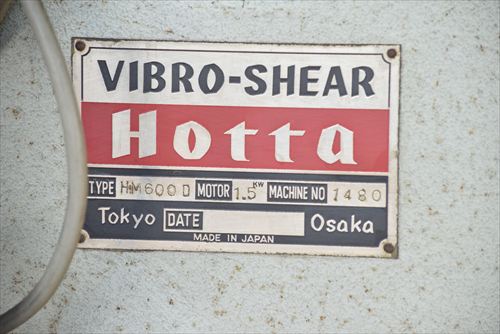 VIBRO-SHEAR
Hotta
TYPE HM600D MOTOR 1.5KW MACHINE NO 1480
Tokyo DATE Osaka
MADE IN JAPAN